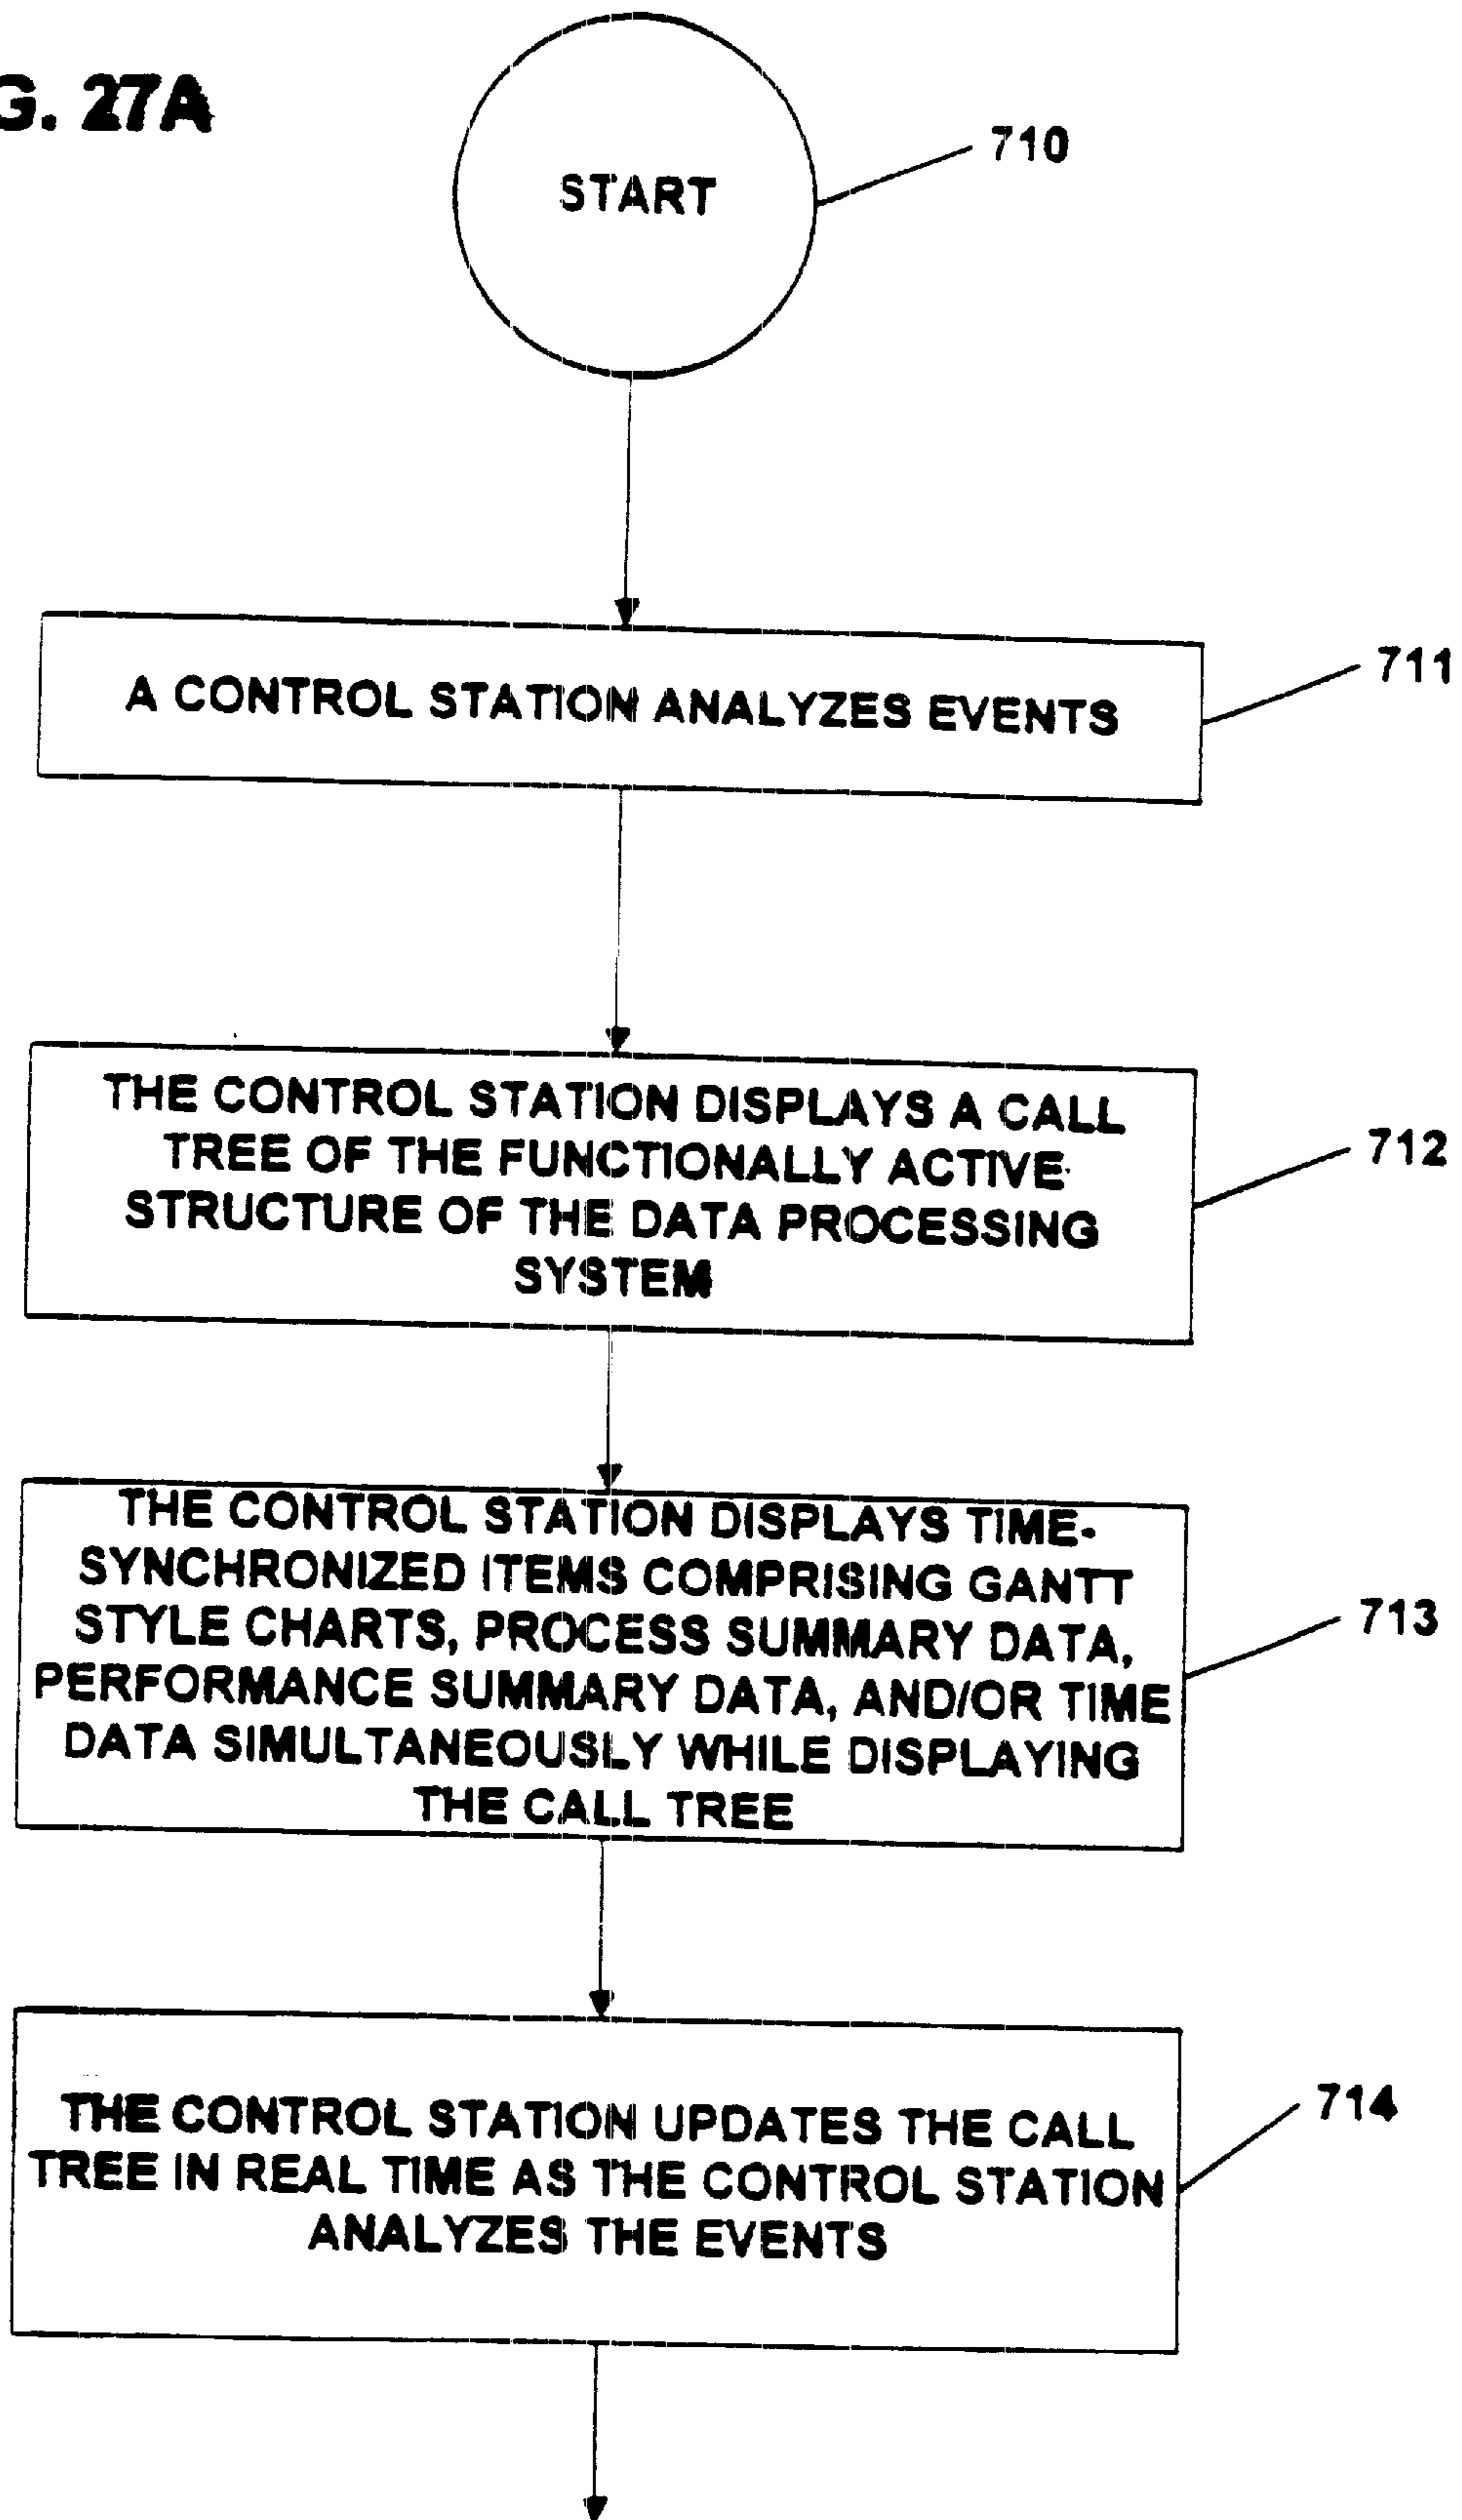 G. 27A
START
710
A CONTROL STATION ANALYZES EVENTS
711
THE CONTROL STATION DISPLAYS A CALL
TREE OF THE FUNCTIONALLY ACTIVE
STRUCTURE OF THE DATA PROCESSING
SYSTEM
712
THE CONTROL STATION DISPLAYS TIME-
SYNCHRONIZED ITEMS COMPRISING GANTT
STYLE CHARTS, PROCESS SUMMARY DATA,
PERFORMANCE SUMMARY DATA, AND/OR TIME
DATA SIMULTANEOUSLY WHILE DISPLAYING
THE CALL TREE
713
THE CONTROL STATION UPDATES THE CALL
TREE IN REAL TIME AS THE CONTROL STATION
ANALYZES THE EVENTS
714